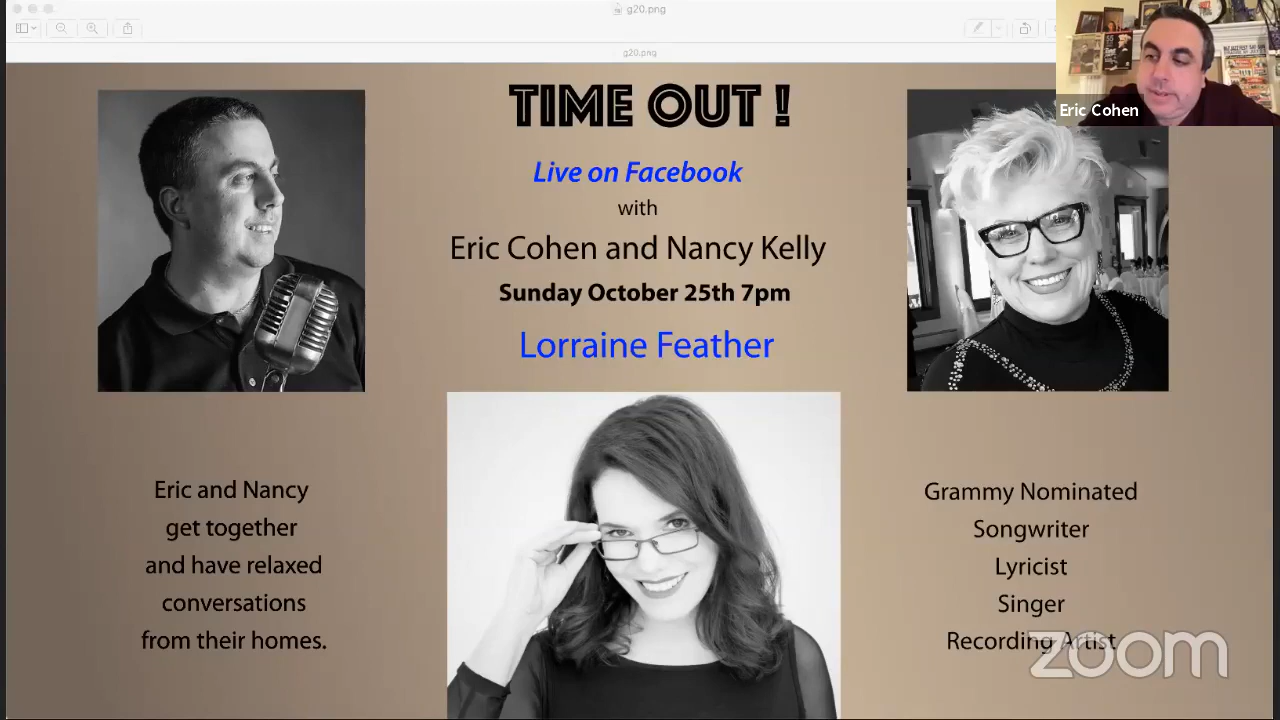 g20.png
g20.png
TIME OUT !
Live on Facebook
with
Eric Cohen and Nancy Kelly
Sunday October 25th 7pm
Lorraine Feather
Eric and Nancy
get together
and have relaxed
conversations
from their homes.
Grammy Nominated
Songwriter
Lyricist
Singer
Recording Artist
zoom
Eric Cohen